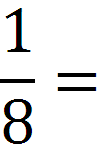 1/8 =